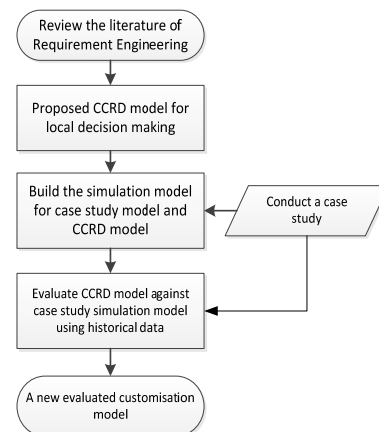 Review the literature of
Requirement Engineering
Proposed CCRD model for
local decision making
Build the simulation model
for case study model and
CCRD model
Conduct a case
study
Evaluate CCRD model against
case study simulation model
using historical data
A new evaluated customisation
model